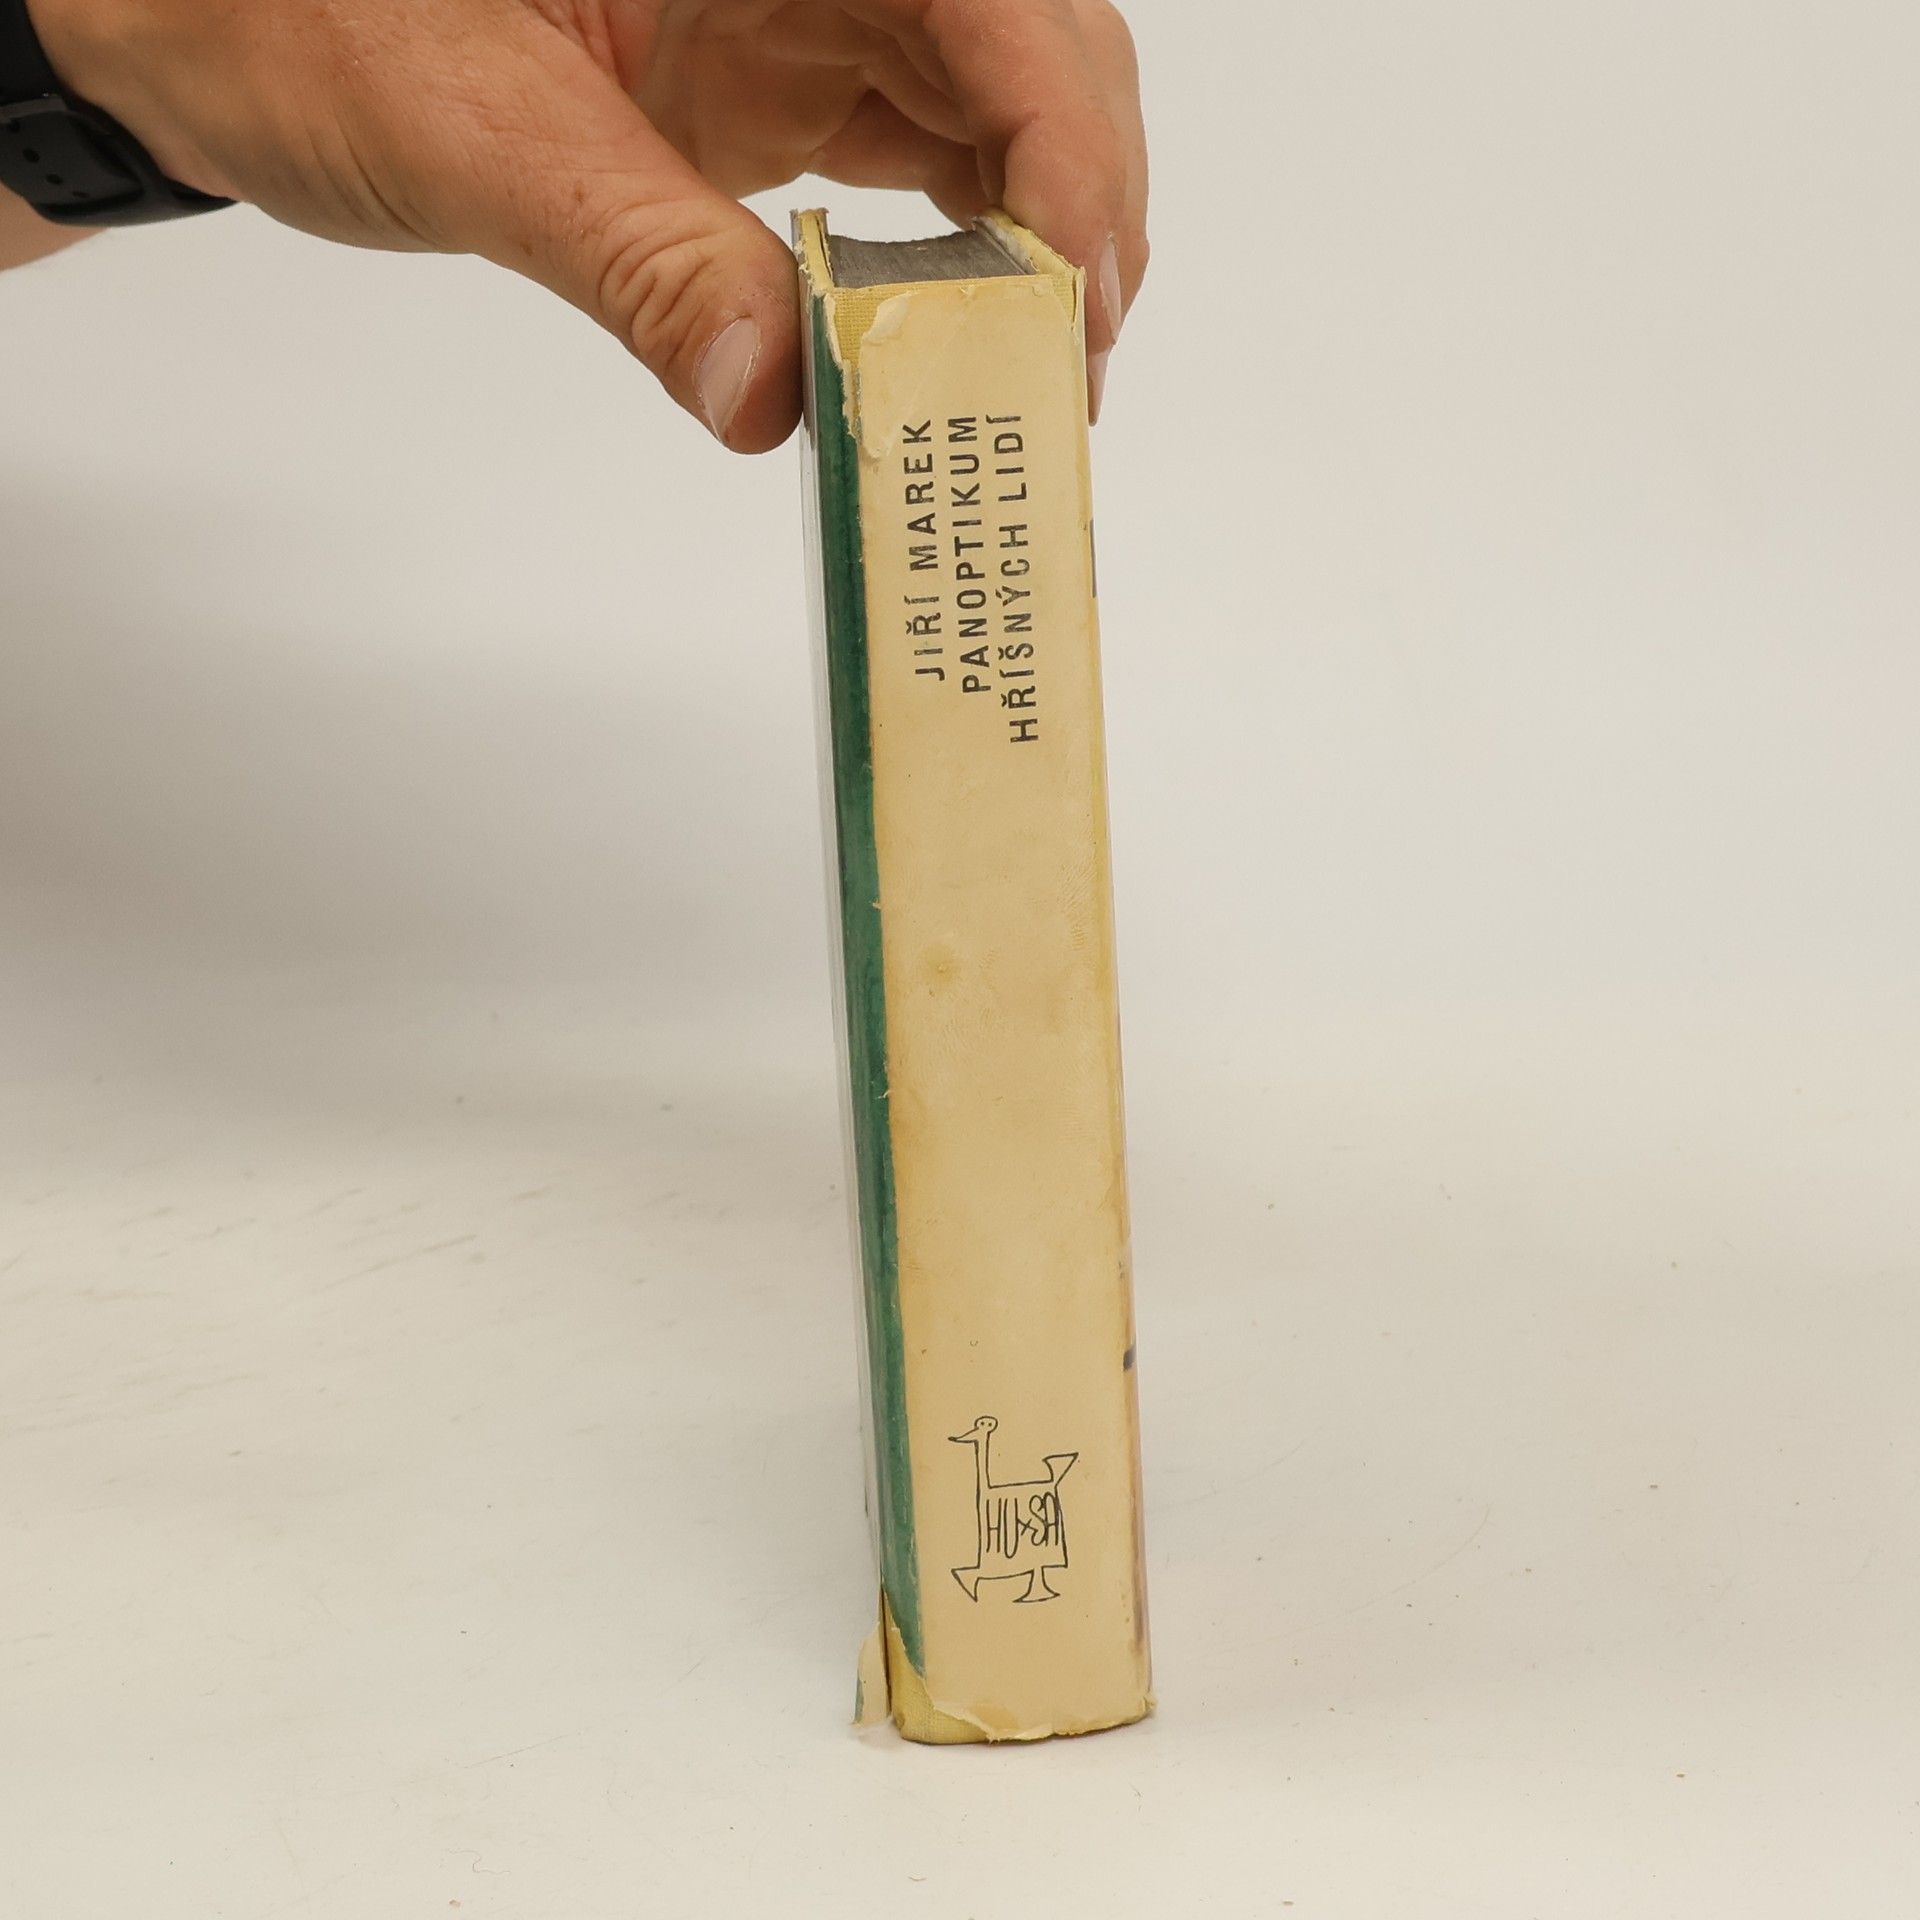 JIŘÍ MAREK
PANOPTIKUM
HŘÍŠNÝCH LIDÍ
HU+SA